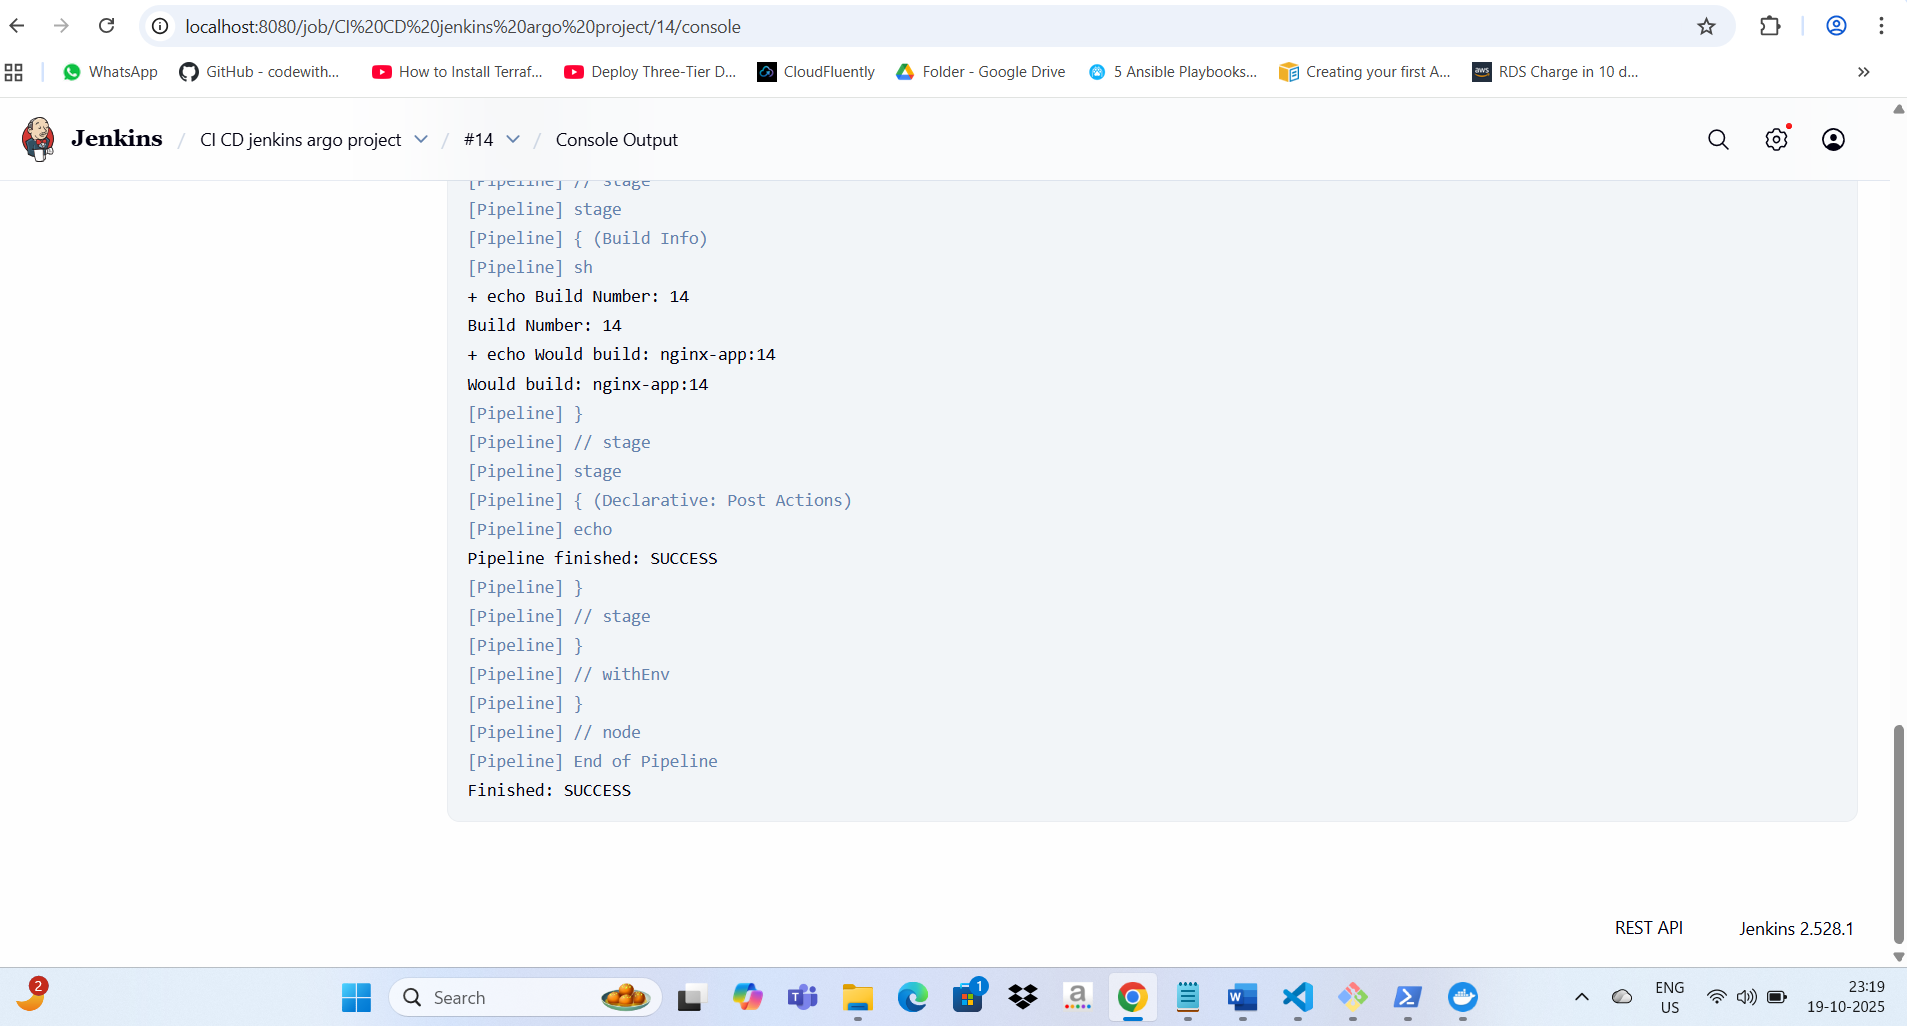 localhost:8080/job/CI%20CD%20jenkins%20argo%20project/14/console
WhatsApp
GitHub - codewith...
How to Install Terraf...
Deploy Three-Tier D...
CloudFluently
Folder - Google Drive
5 Ansible Playbooks...
Creating your first A...
aws
RDS Charge in 10 d...
Jenkins / CI CD jenkins argo project / #14 / Console Output
[Pipeline] // stage
[Pipeline] stage
[Pipeline] { (Build Info)
[Pipeline] sh
+ echo Build Number: 14
Build Number: 14
+ echo Would build: nginx-app:14
Would build: nginx-app:14
[Pipeline] }
[Pipeline] // stage
[Pipeline] stage
[Pipeline] { (Declarative: Post Actions)
[Pipeline] echo
Pipeline finished: SUCCESS
[Pipeline] }
[Pipeline] // stage
[Pipeline] }
[Pipeline] // withEnv
[Pipeline] }
[Pipeline] // node
[Pipeline] End of Pipeline
Finished: SUCCESS
REST API
Jenkins 2.528.1
2
Search
1
a
W
ENG
US
23:19
19-10-2025